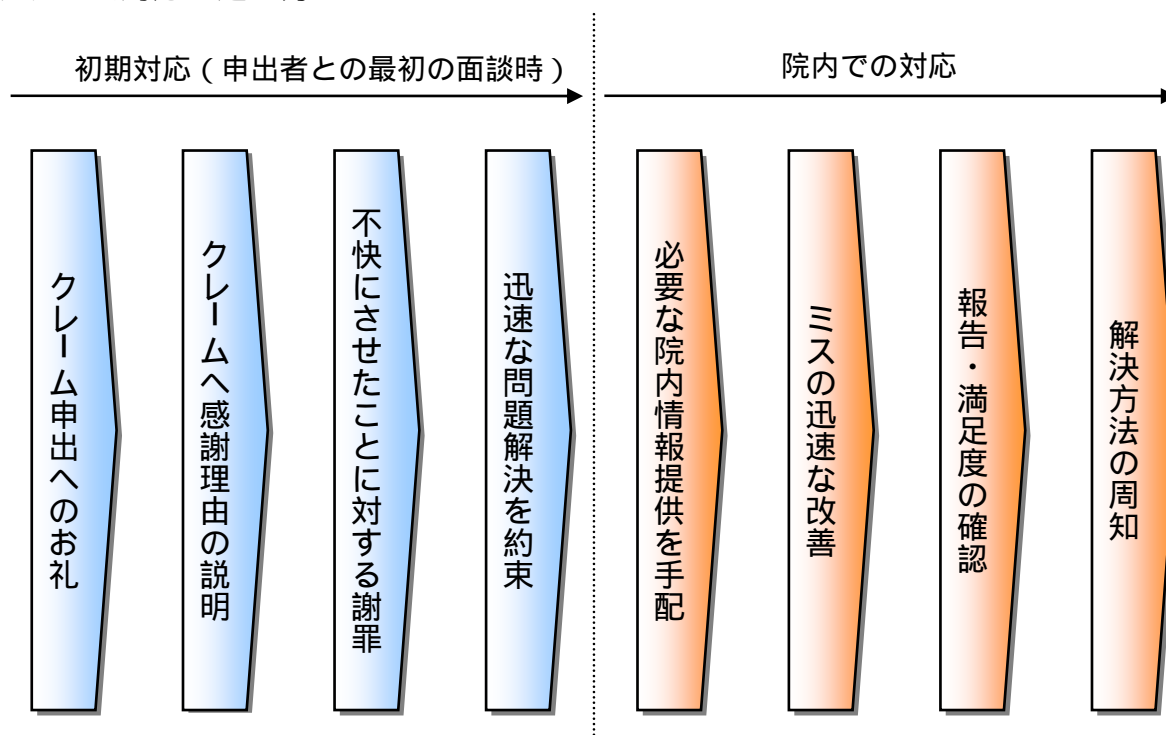 初期対応（申出者との最初の面談時）
院内での対応
クレーム申出へのお礼
クレームへ感謝理由の説明
不快にさせたことに対する謝罪
迅速な問題解決を約束
必要な院内情報提供を手配
ミスの迅速な改善
報告・満足度の確認
解決方法の周知